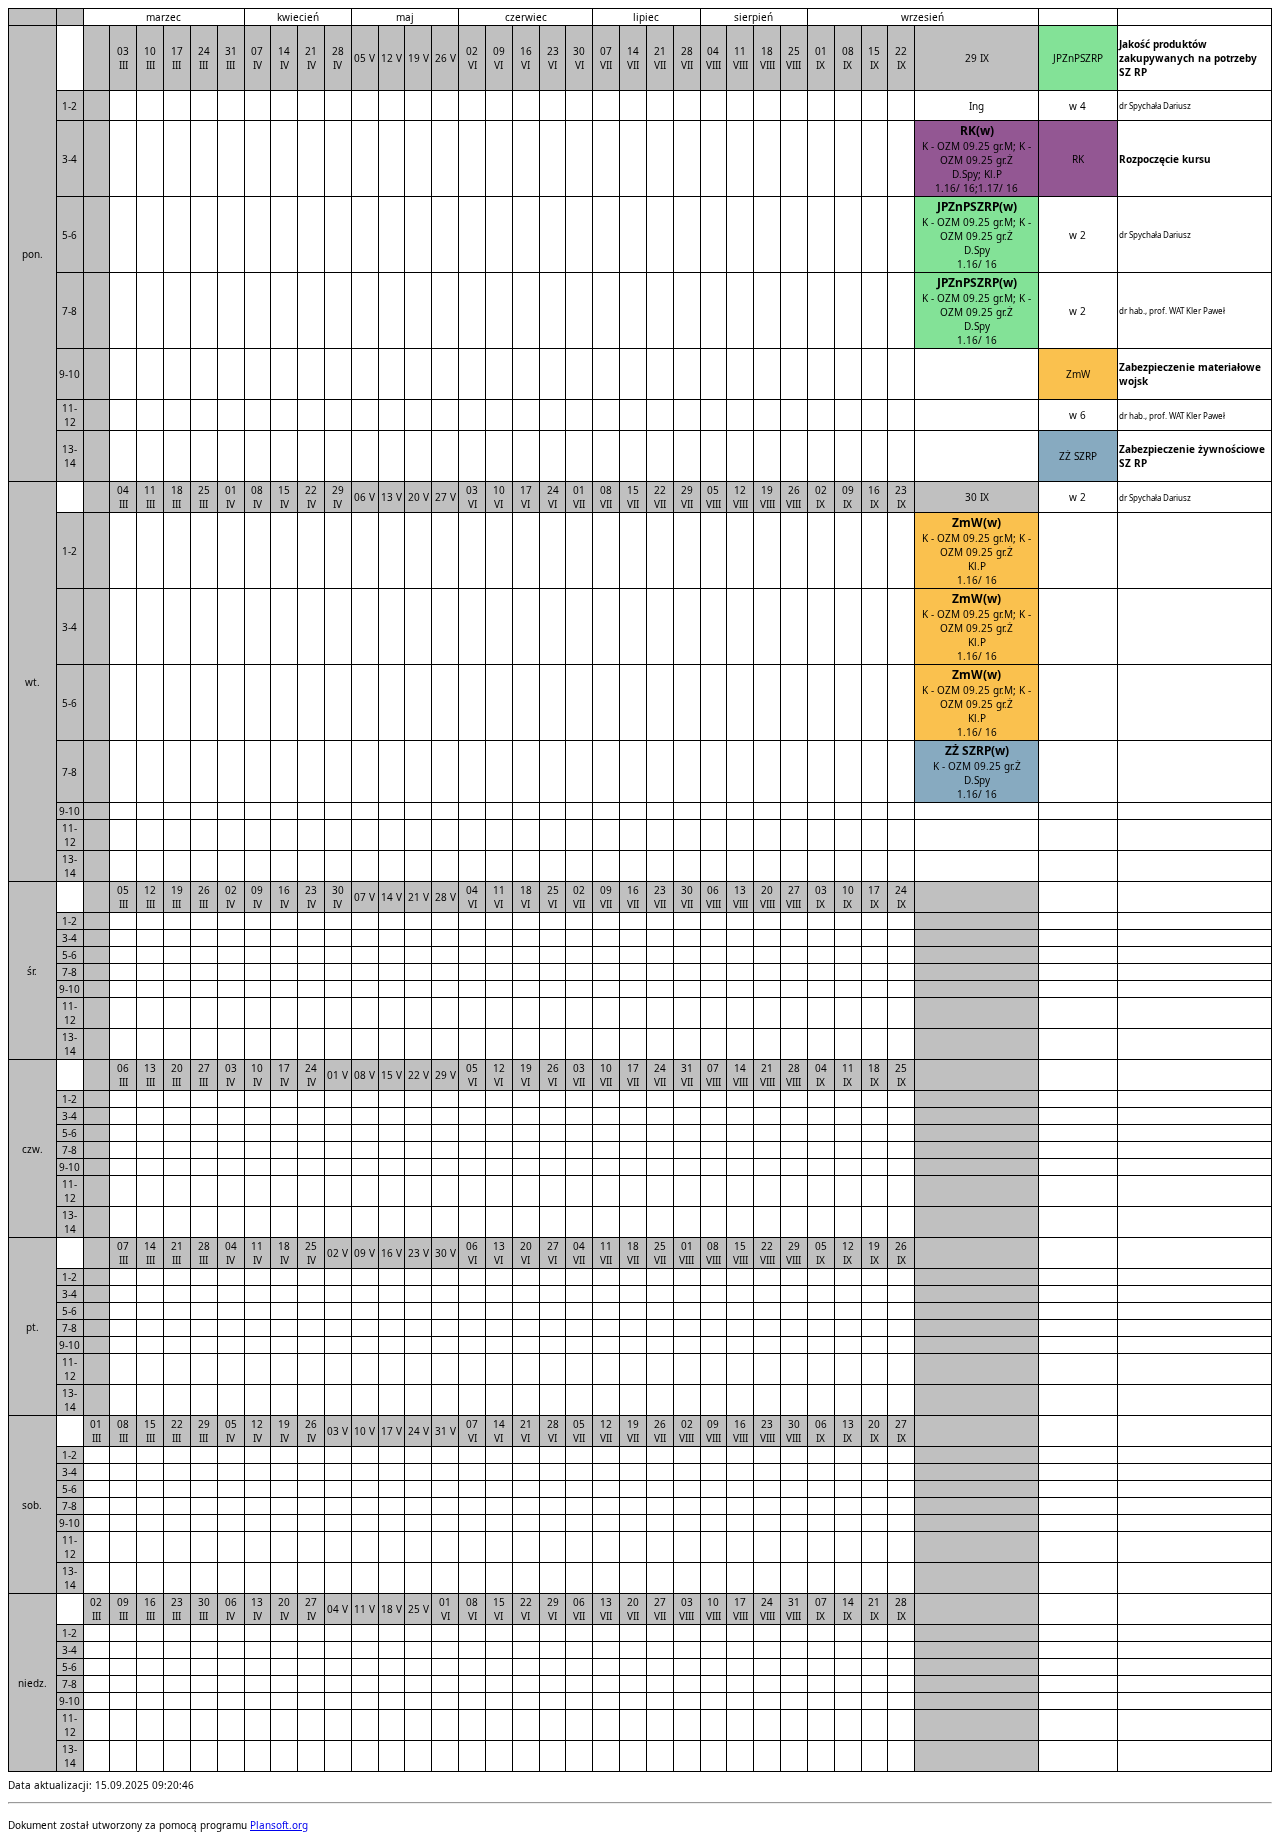 marzec kwiecień maj czerwiec lipiec sierpień wrzesień
pon.
03 10 17 24 31 07 14 21 28 05 V 12 V 19 V 26 V 02 09 16 23 30 07 14 21 28 04 11 18 25 01 08 15 22 29 IX JPZnPSZRP Jakość produktów zakupywanych na potrzeby SZ RP
III III III III III IV IV IV IV VI VI VI VI VI VII VII VII VII VIII VIII VIII VIII IX IX IX IX
1-2 Ing w 4 dr Spychała Dariusz
3-4
RK(w)
K - OZM 09.25 gr.M; K -
OZM 09.25 gr.Ż
D.Spy; Kl.P
1.16/ 16;1.17/ 16
RK Rozpoczęcie kursu
5-6
JPZnPSZRP(w)
K - OZM 09.25 gr.M; K -
OZM 09.25 gr.Ż
D.Spy
1.16/ 16
w 2 dr Spychała Dariusz
7-8
JPZnPSZRP(w)
K - OZM 09.25 gr.M; K -
OZM 09.25 gr.Ż
D.Spy
1.16/ 16
w 2 dr hab., prof. WAT Kler Paweł
9-10 ZmW Zabezpieczenie materiałowe
wojsk
11-
12
w 6 dr hab., prof. WAT Kler Paweł
13-
14
ZŻ SZRP Zabezpieczenie żywnościowe
SZ RP
wt.
04 11 18 25 01 08 15 22 29 06 V 13 V 20 V 27 V 03 10 17 24 01 08 15 22 29 05 12 19 26 02 09 16 23 30 IX w 2 dr Spychała Dariusz
III III III III IV IV IV IV IV VI VI VI VI VII VII VII VII VII VIII VIII VIII VIII IX IX IX IX
1-2
ZmW(w)
K - OZM 09.25 gr.M; K -
OZM 09.25 gr.Ż
Kl.P
1.16/ 16
3-4
ZmW(w)
K - OZM 09.25 gr.M; K -
OZM 09.25 gr.Ż
Kl.P
1.16/ 16
5-6
ZmW(w)
K - OZM 09.25 gr.M; K -
OZM 09.25 gr.Ż
Kl.P
1.16/ 16
7-8
ZŻ SZRP(w)
K - OZM 09.25 gr.Ż
D.Spy
1.16/ 16
9-10
11-
12
13-
14
śr.
05 12 19 26 02 09 16 23 30 07 V 14 V 21 V 28 V 04 11 18 25 02 09 16 23 30 06 13 20 27 03 10 17 24
III III III III IV IV IV IV IV VI VI VI VI VII VII VII VII VII VIII VIII VIII VIII IX IX IX IX
1-2
3-4
5-6
7-8
9-10
11-
12
13-
14
czw.
06 13 20 27 03 10 17 24 01 V 08 V 15 V 22 V 29 V 05 12 19 26 03 10 17 24 31 07 14 21 28 04 11 18 25
III III III III IV IV IV IV VI VI VI VI VII VII VII VII VII VIII VIII VIII VIII IX IX IX IX
1-2
3-4
5-6
7-8
9-10
11-
12
13-
14
pt.
07 14 21 28 04 11 18 25 02 V 09 V 16 V 23 V 30 V 06 13 20 27 04 11 18 25 01 08 15 22 29 05 12 19 26
III III III III IV IV IV IV VI VI VI VI VII VII VII VII VIII VIII VIII VIII VIII IX IX IX IX
1-2
3-4
5-6
7-8
9-10
11-
12
13-
14
sob.
01 08 15 22 29 05 12 19 26 03 V 10 V 17 V 24 V 31 V 07 14 21 28 05 12 19 26 02 09 16 23 30 06 13 20 27
III III III III III IV IV IV IV VI VI VI VI VII VII VII VII VIII VIII VIII VIII VIII IX IX IX IX
1-2
3-4
5-6
7-8
9-10
11-
12
13-
14
niedz.
02 09 16 23 30 06 13 20 27 04 V 11 V 18 V 25 V 01 08 15 22 29 06 13 20 27 03 10 17 24 31 07 14 21 28
III III III III III IV IV IV IV VI VI VI VI VI VII VII VII VII VIII VIII VIII VIII VIII IX IX IX IX
1-2
3-4
5-6
7-8
9-10
11-
12
13-
14
Data aktualizacji: 15.09.2025 09:20:46
Dokument został utworzony za pomocą programu Plansoft.org